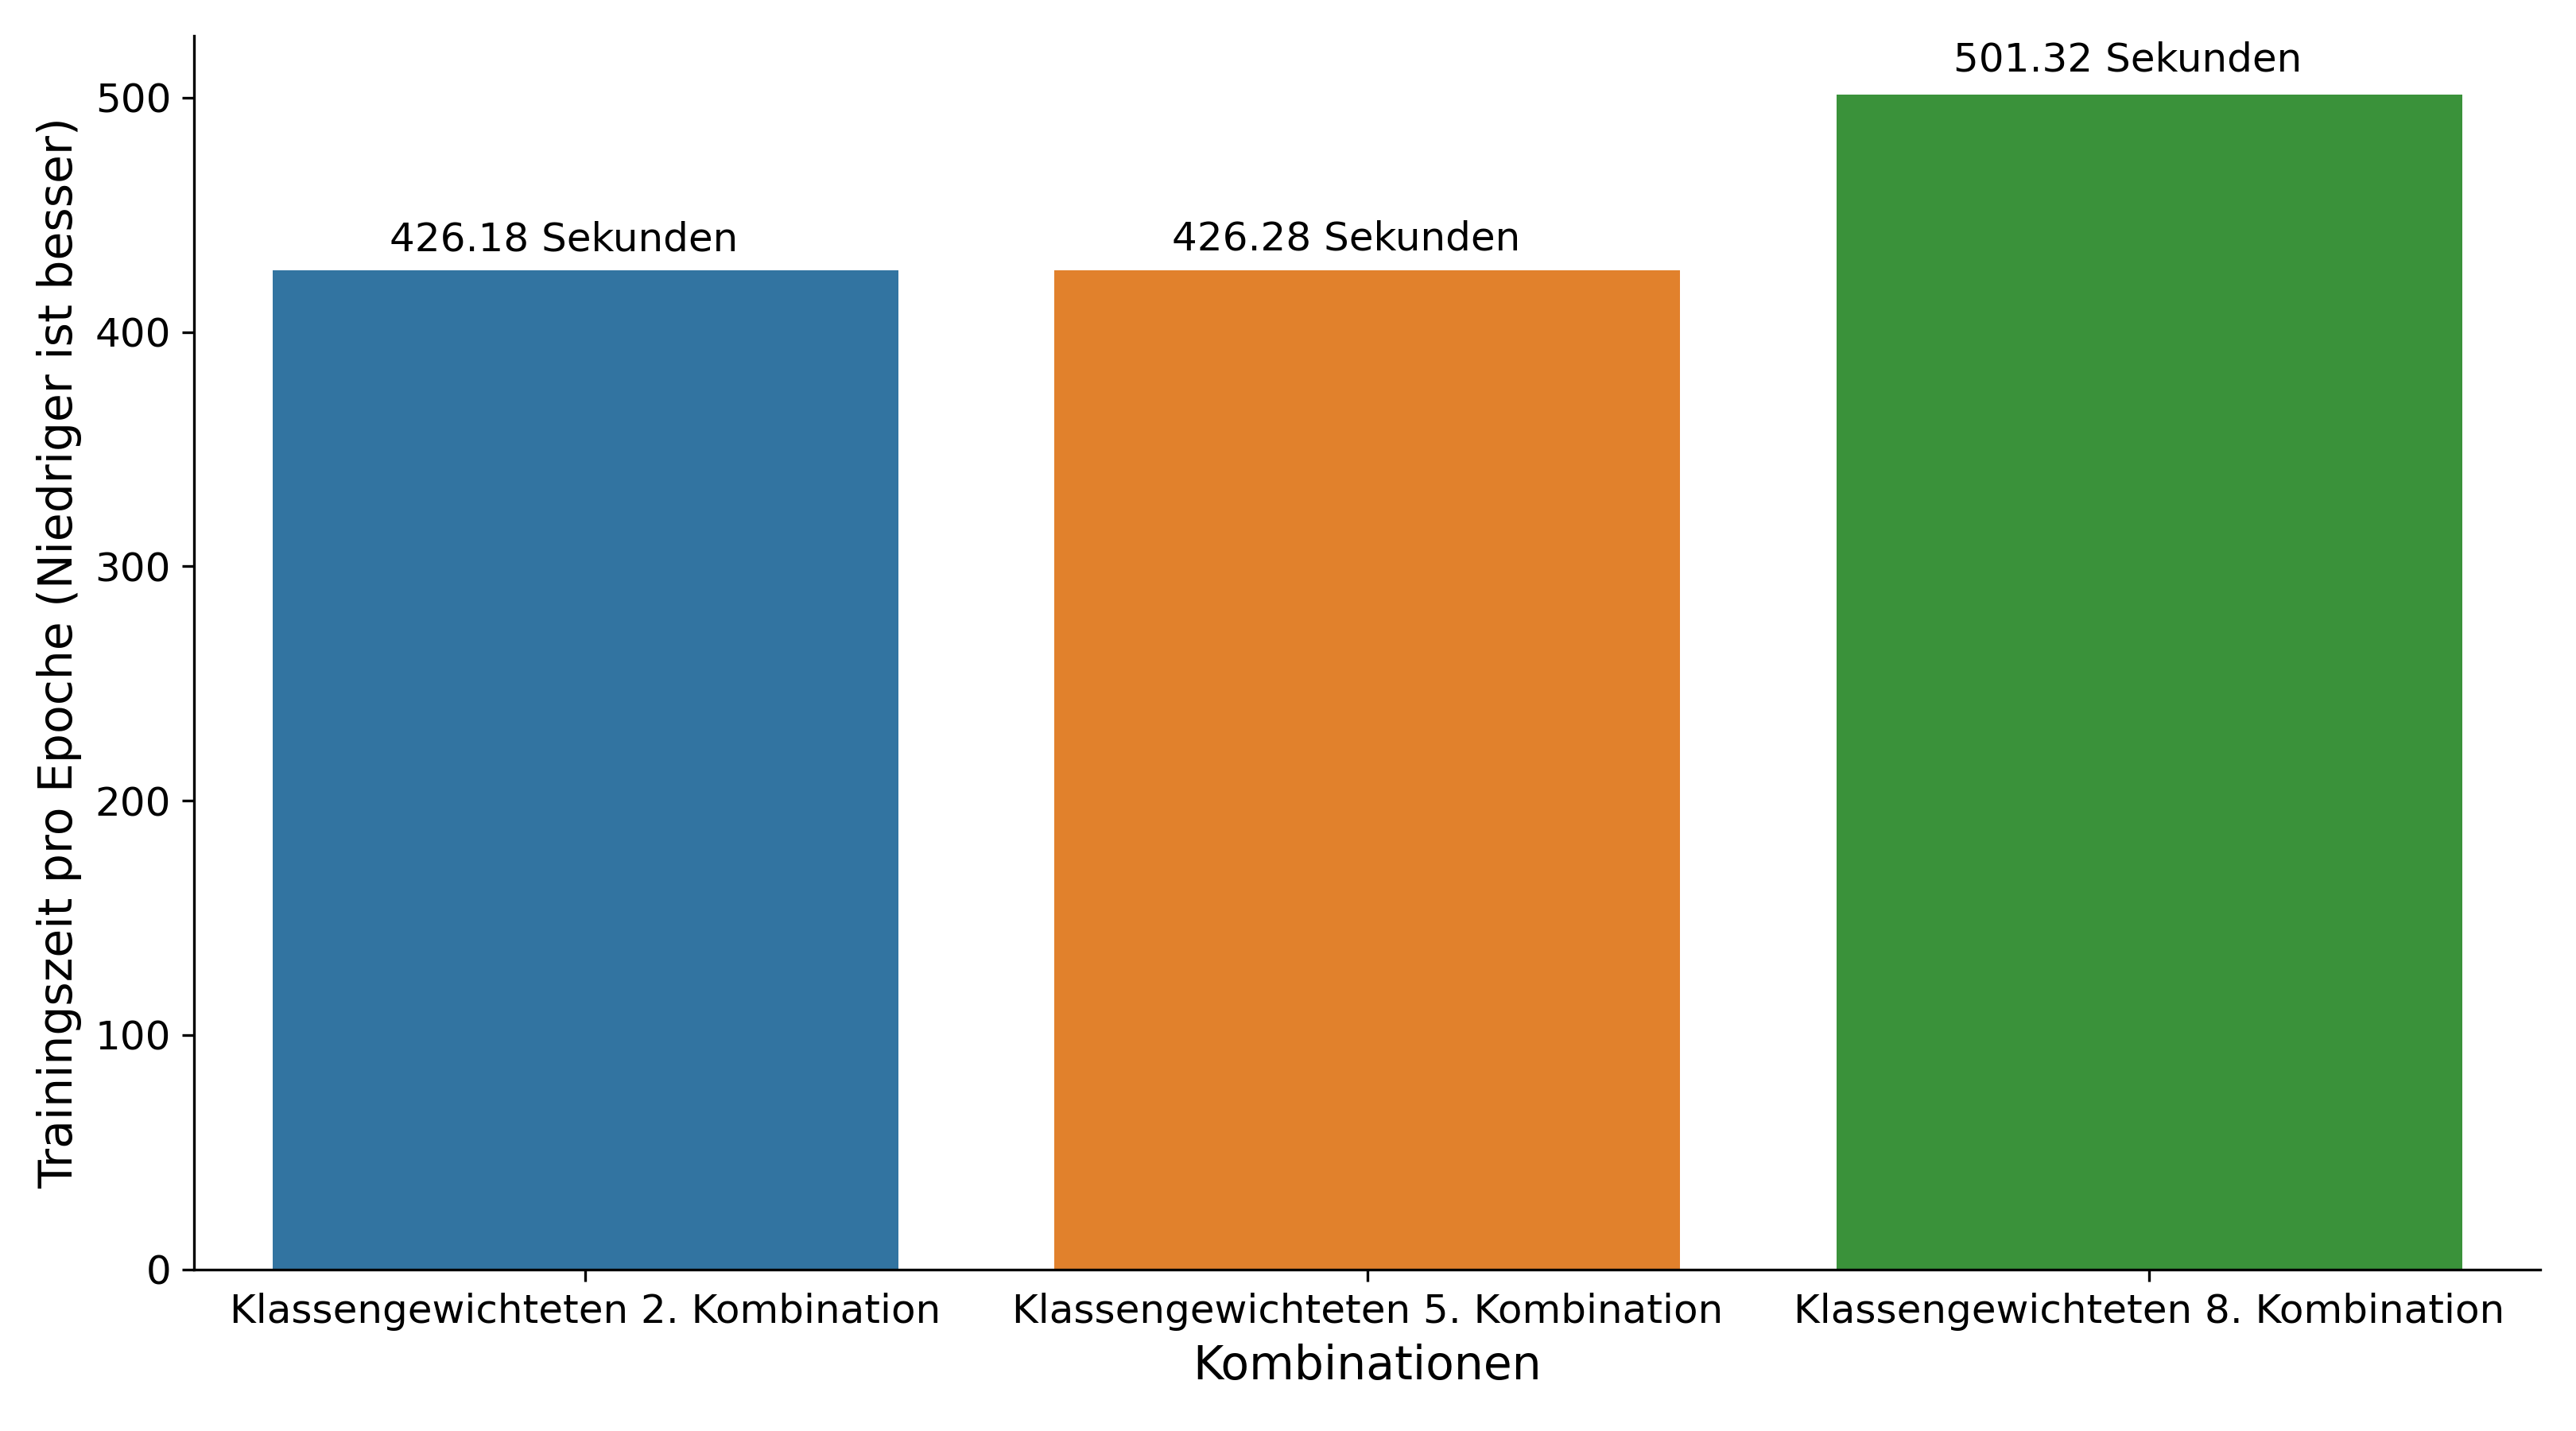 Trainingszeit pro Epoche (Niedriger ist besser)
500
400
300
200
100
0
426.18 Sekunden
426.28 Sekunden
501.32 Sekunden
Klassengewichteten 2. Kombination
Klassengewichteten 5. Kombination
Klassengewichteten 8. Kombination
Kombinationen